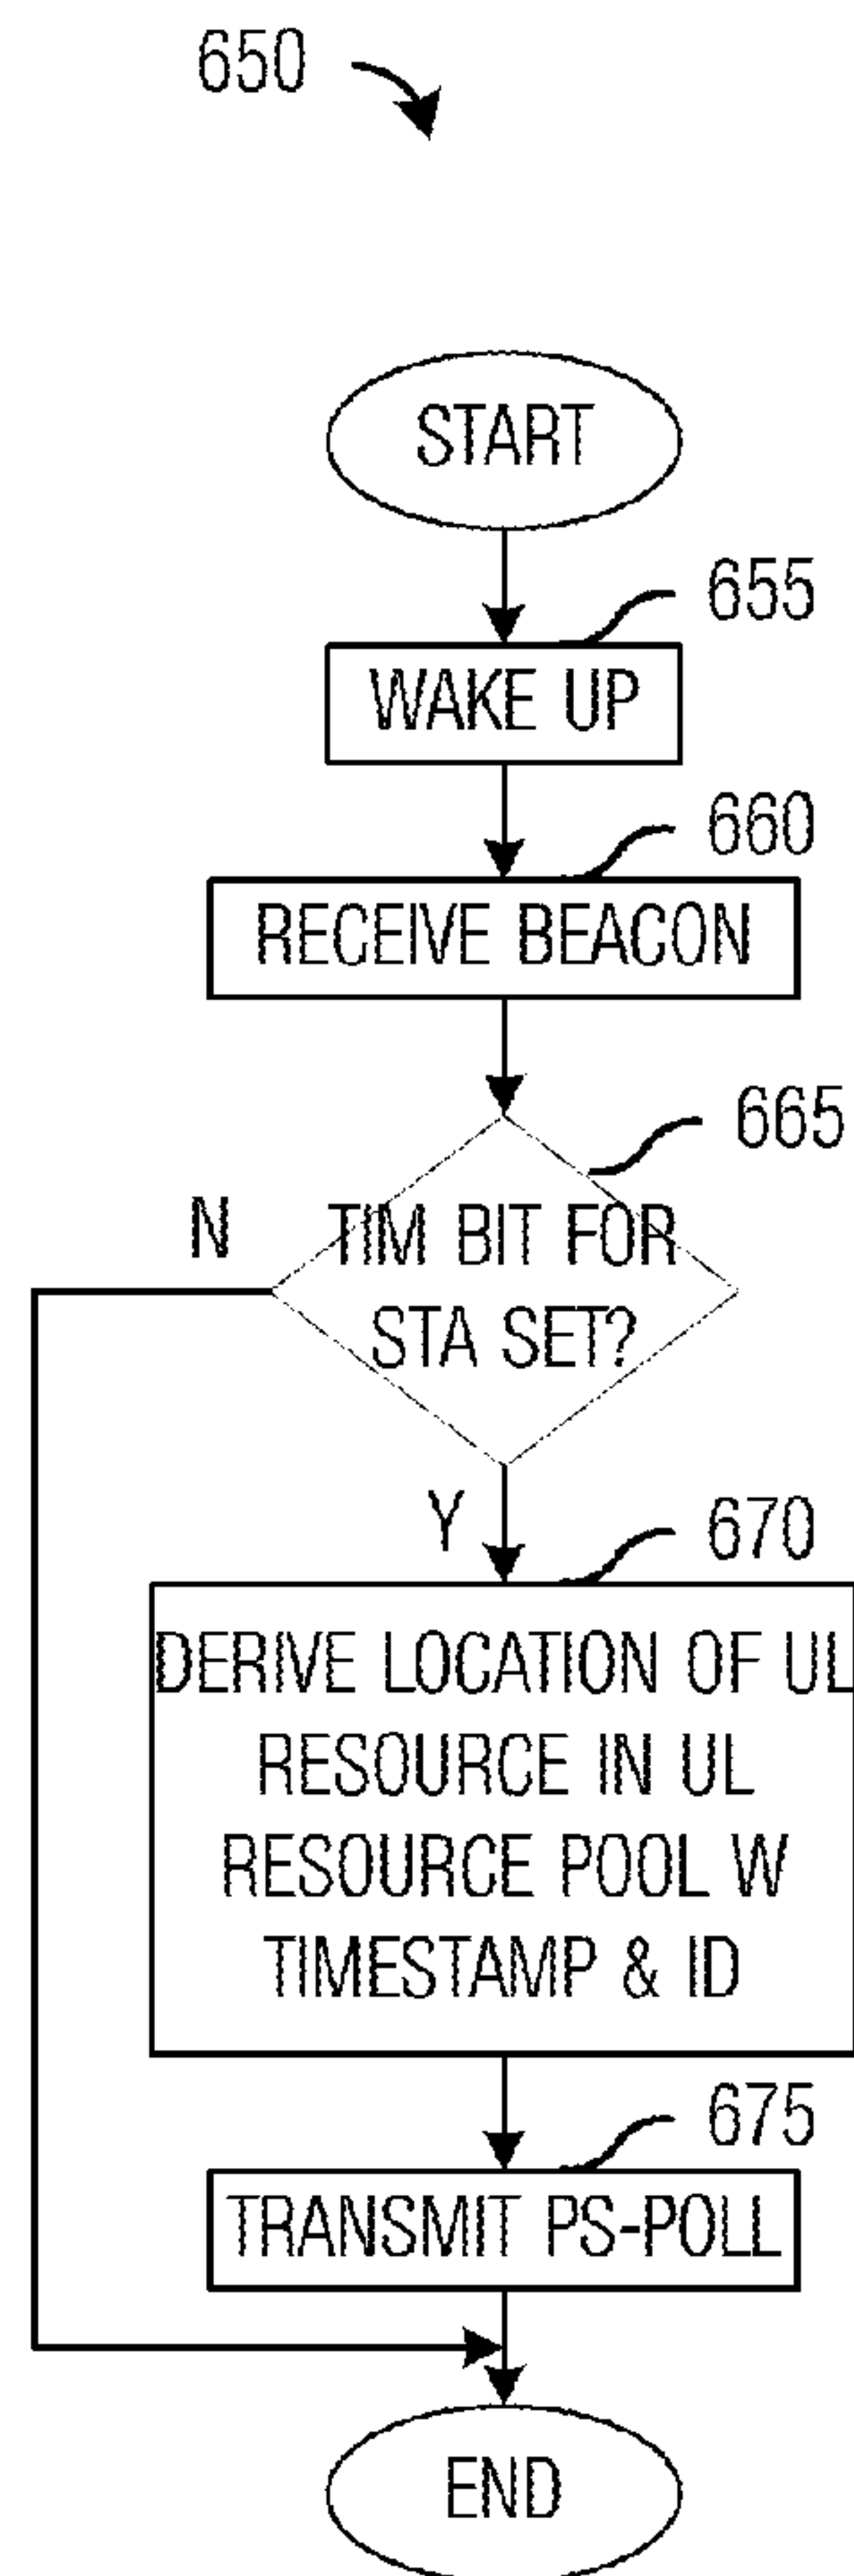 650
START
655
WAKE UP
660
RECEIVE BEACON
665
N
TIM BIT FOR
STA SET?
Y
670
DERIVE LOCATION OF UL
RESOURCE IN UL
RESOURCE POOL W
TIMESTAMP & ID
675
TRANSMIT PS-POLL
END